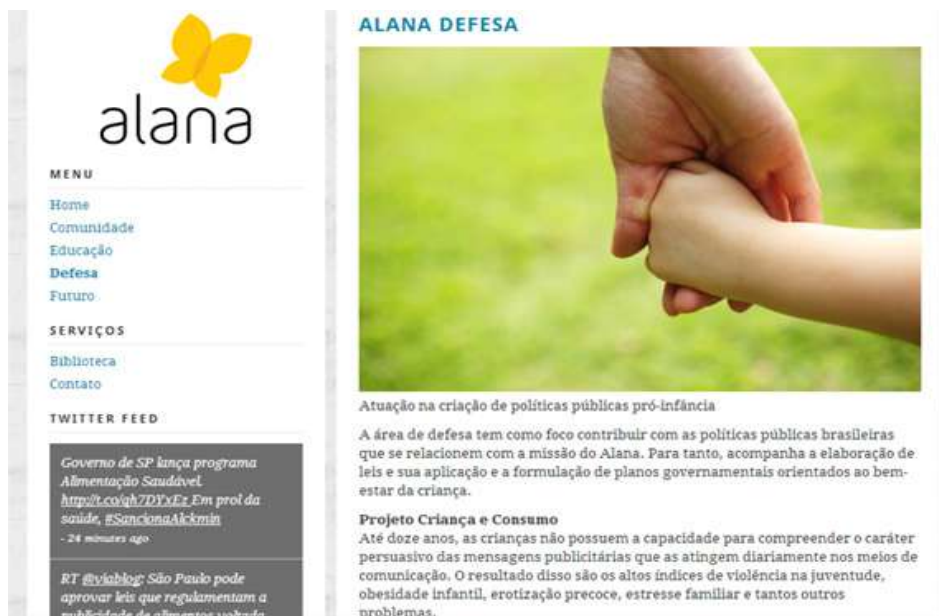 alana
MENU
Home
Comunidade
Educação
Defesa
Futuro
SERVIÇOS
Biblioteca
Contato
TWITTER FEED
Governo de SP lança programa
Alimentação Saudável.
http://t.co/qh7DYxEz Em prol da
saúde, #SancionaAlckmin
- 24 minutes ago
RT @viablog: São Paulo pode
aprovar leis que regulamentam a
publicidade de alimentos voltada
ALANA DEFESA
Atuação na criação de políticas públicas pró-infância
A área de defesa tem como foco contribuir com as políticas públicas brasileiras
que se relacionem com a missão do Alana. Para tanto, acompanha a elaboração de
leis e sua aplicação e a formulação de planos governamentais orientados ao bem-
estar da criança.
Projeto Criança e Consumo
Até doze anos, as crianças não possuem a capacidade para compreender o caráter
persuasivo das mensagens publicitárias que as atingem diariamente nos meios de
comunicação. O resultado disso são os altos índices de violência na juventude,
obesidade infantil, erotização precoce, estresse familiar e tantos outros
problemas.